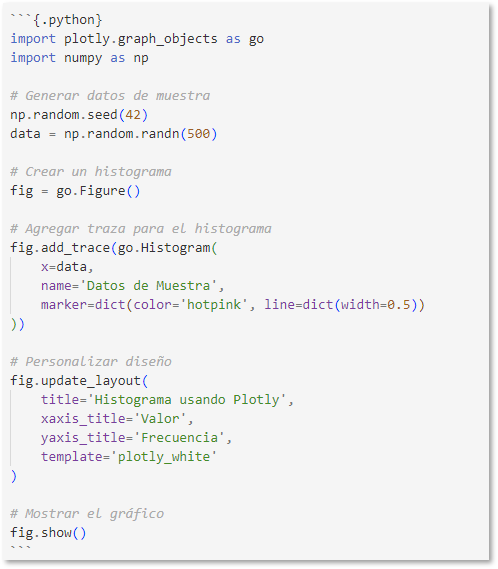 ```{.python}
import plotly.graph_objects as go
import numpy as np

# Generar datos de muestra
np.random.seed(42)
data = np.random.randn(500)

# Crear un histograma
fig = go.Figure()

# Agregar traza para el histograma
fig.add_trace(go.Histogram(
    x=data,
    name='Datos de Muestra',
    marker=dict(color='hotpink', line=dict(width=0.5))
))

# Personalizar diseño
fig.update_layout(
    title='Histograma usando Plotly',
    xaxis_title='Valor',
    yaxis_title='Frecuencia',
    template='plotly_white'
)

# Mostrar el gráfico
fig.show()
```